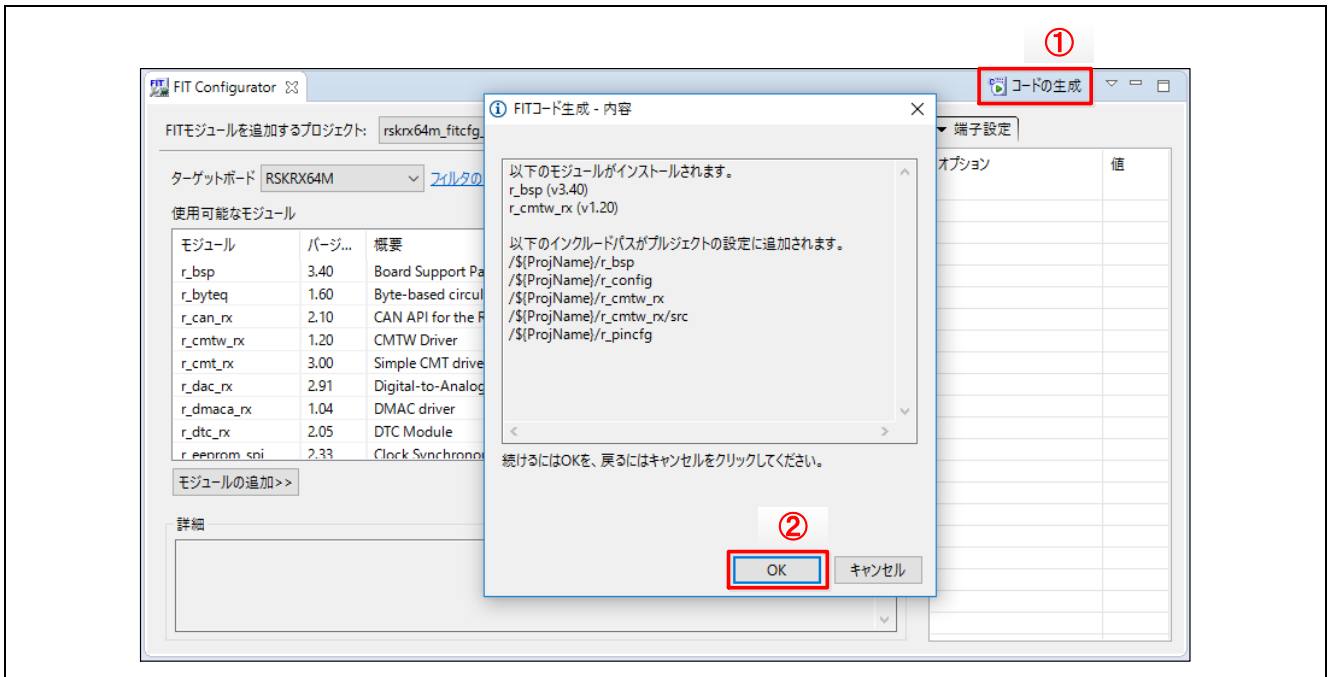 ①
FIT Configurator
コードの生成
FITモジュールを追加するプロジェクト: rskrx64m_fitcfg_
ターゲットボード RSKRX64M フィルタの
使用可能なモジュール
モジュール バージ... 概要
r_bsp 3.40 Board Support Pa
r_byteq 1.60 Byte-based circul
r_can_rx 2.10 CAN API for the R
r_cmtw_rx 1.20 CMTW Driver
r_cmt_rx 3.00 Simple CMT drive
r_dac_rx 2.91 Digital-to-Analog
r_dmaca_rx 1.04 DMAC driver
r_dtc_rx 2.05 DTC Module
r_eeprom_spi 2.33 Clock Synchronou
モジュールの追加>>
詳細
FITコード生成 - 内容
以下のモジュールがインストールされます。
r_bsp (v3.40)
r_cmtw_rx (v1.20)
以下のインクルードパスがプルジェクトの設定に追加されます。
/${ProjName}/r_bsp
/${ProjName}/r_config
/${ProjName}/r_cmtw_rx
/${ProjName}/r_cmtw_rx/src
/${ProjName}/r_pincfg
続けるにはOKを、戻るにはキャンセルをクリックしてください。
②
OK キャンセル
端子設定
オプション 値